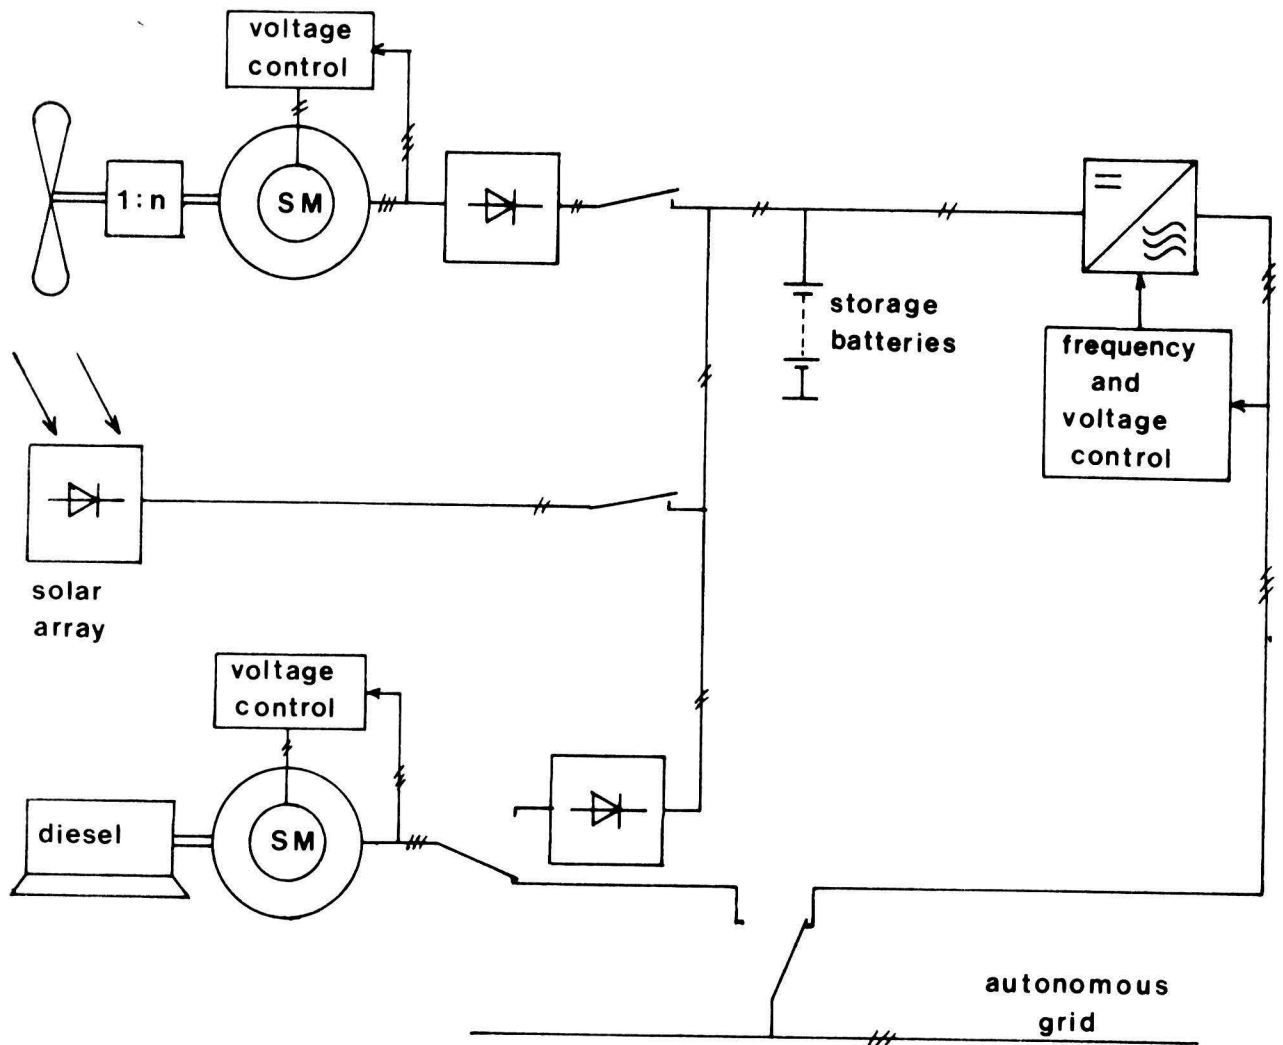 voltage
control
1:n
SM
storage
batteries
frequency
and
voltage
control
solar
array
voltage
control
diesel
SM
autonomous
grid